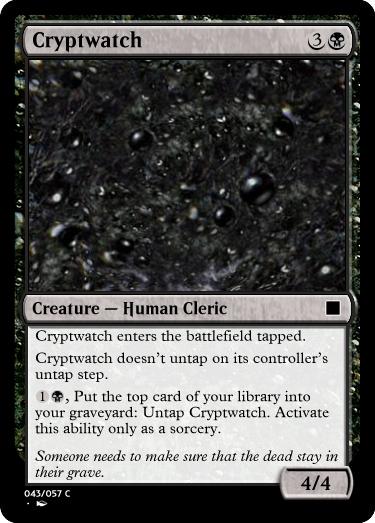 Cryptwatch 3
Creature — Human Cleric
Cryptwatch enters the battlefield tapped.
Cryptwatch doesn't untap on its controller's
untap step.
1, Put the top card of your library into
your graveyard: Untap Cryptwatch. Activate
this ability only as a sorcery.
Someone needs to make sure that the dead stay in
their grave.
4/4
043/057 C